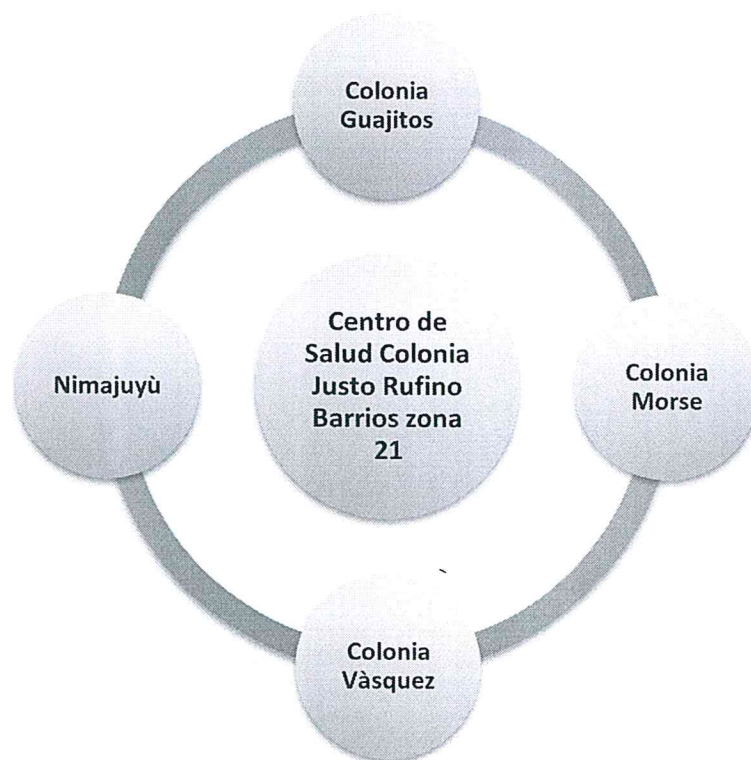 Colonia
Guajitos
Centro de
Salud Colonia
Justo Rufino
Barrios zona
21
Nimajuyù
Colonia
Morse
Colonia
Vàsquez